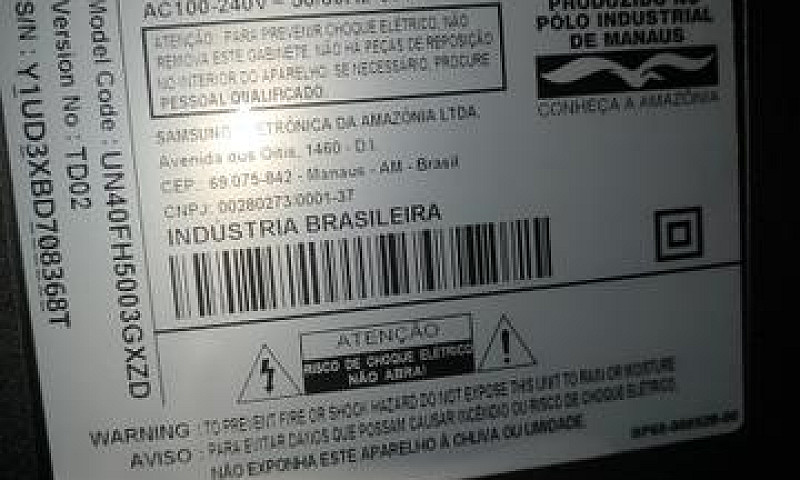 Model Code : UN40FH5003GXZD
Version No : TD02
S/N : Y1UD3XBD708368T
AC100-240V ~
ATENÇÃO: PARA PREVENIR CHOQUE ELÉTRICO, NÃO
REMOVA ESTE GABINETE. NÃO HÁ PEÇAS DE REPOSIÇÃO
NO INTERIOR DO APARELHO. SE NECESSÁRIO, PROCURE
PESSOAL QUALIFICADO.
PRODUZIDO NO
PÓLO INDUSTRIAL
DE MANAUS
CONHEÇA A AMAZÔNIA
SAMSUNG ELETRÔNICA DA AMAZÔNIA LTDA.
Avenida dos Oitis, 1460 - D.I.
CEP.: 69.075-842 - Manaus - AM - Brasil
CNPJ: 00280273/0001-37
INDUSTRIA BRASILEIRA
ATENÇÃO
RISCO DE CHOQUE ELÉTRICO
NÃO ABRA!
WARNING : TO PREVENT FIRE OR SHOCK HAZARD DO NOT EXPOSE THIS UNIT TO RAIN OR MOISTURE
AVISO : PARA EVITAR DANOS QUE POSSAM CAUSAR INCÊNDIO OU RISCO DE CHOQUE ELÉTRICO,
NÃO EXPONHA ESTE APARELHO À CHUVA OU UMIDADE.